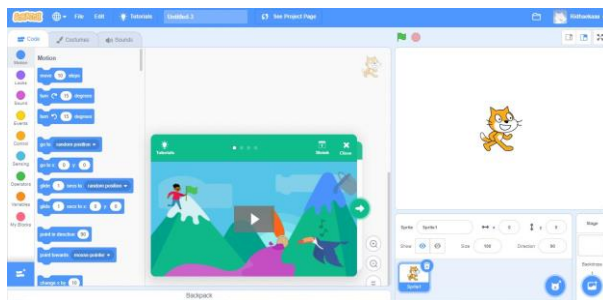 SCRATCH File Edit Tutorials Untitled-3 See Project Page
Code Costumes Sounds
Motion
Looks
Sound
Events
Control
Sensing
Operators
Variables
My Blocks
Motion
move 10 steps
turn 15 degrees
turn 15 degrees
go to random position
go to x: 0 y: 0
glide 1 secs to random position
glide 1 secs to x: 0 y: 0
point in direction 90
point towards mouse-pointer
change x by 10
Tutorials Shrink Close
Sprite Sprite1 x 0 y 0
Show Size 100 Direction 90
Sprite1
Stage
Backdrops
Backpack